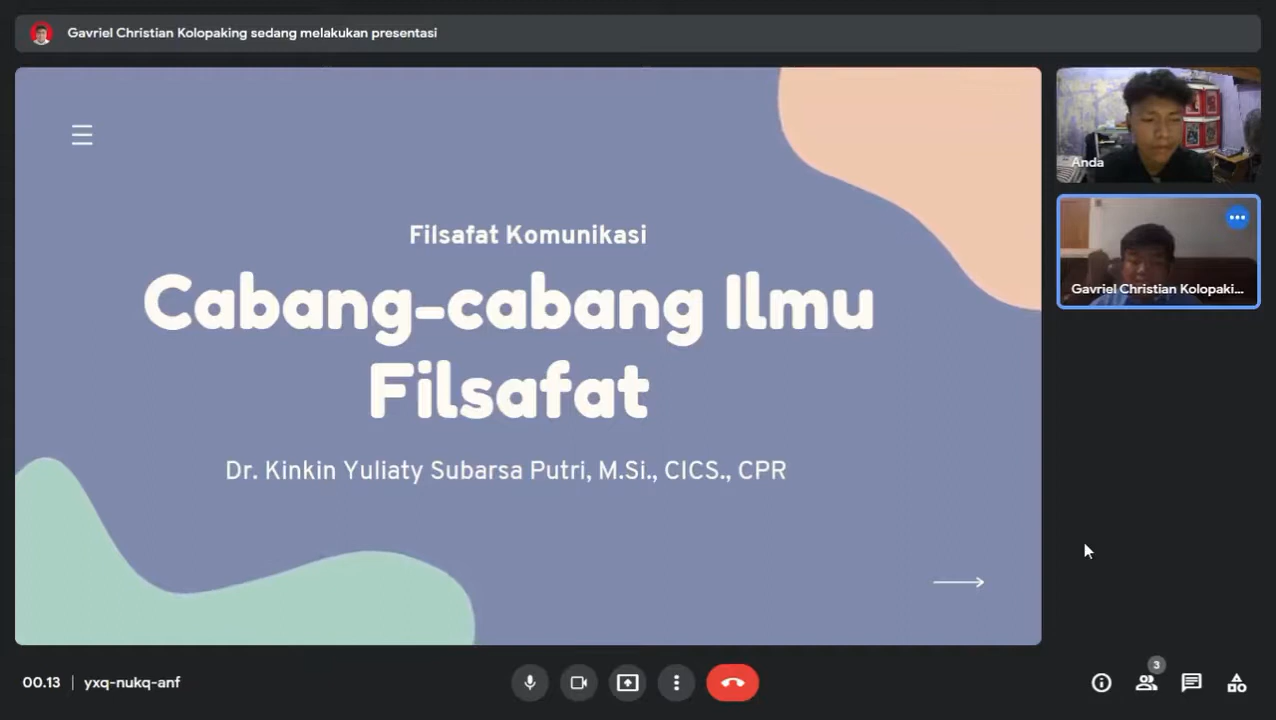 Gavriel Christian Kolopaking sedang melakukan presentasi
Filsafat Komunikasi
Cabang-cabang Ilmu
Filsafat
Dr. Kinkin Yuliaty Subarsa Putri, M.Si., CICS., CPR
Anda
Gavriel Christian Kolopaki...
00.13 | yxq-nukq-anf
3